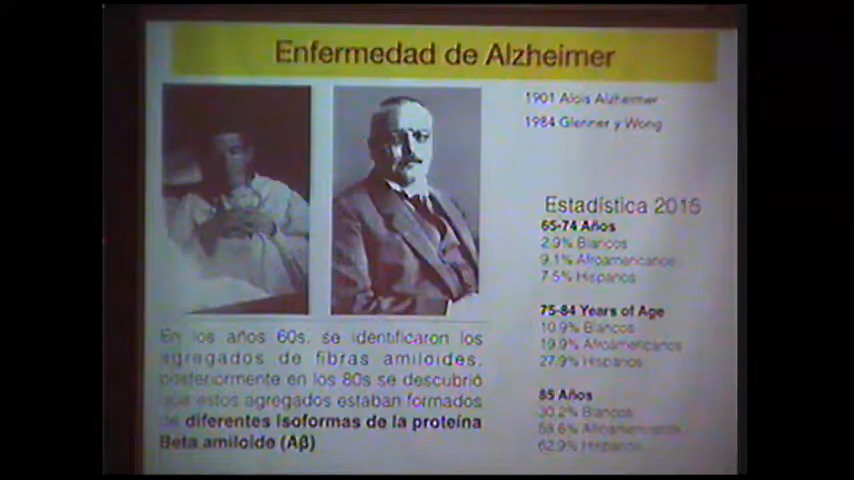 Enfermedad de Alzheimer
1901 Alois Alzheimer
1984 Glenner y Wong
Estadística 2015
65-74 Años
2.9% Blancos
9.1% Afroamericanos
7.5% Hispanos
75-84 Years of Age
10.9% Blancos
19.9% Afroamericanos
27.9% Hispanos
85 Años
30.2% Blancos
58.6% Afroamericanos
62.9% Hispanos
En los años 60s, se identificaron los
agregados de fibras amiloides,
posteriormente en los 80s se descubrió
que estos agregados estaban formados
de diferentes Isoformas de la proteína
Beta amiloide (Aβ)